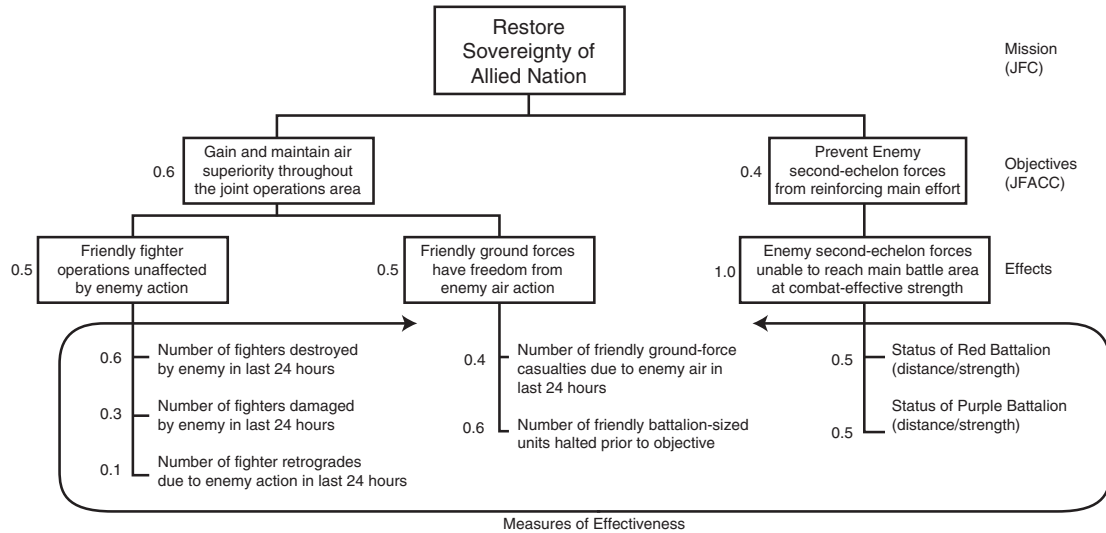 Restore
Sovereignty of
Allied Nation
Mission
(JFC)
0.6
Gain and maintain air
superiority throughout
the joint operations area
0.4
Prevent Enemy
second-echelon forces
from reinforcing main effort
Objectives
(JFACC)
0.5
Friendly fighter
operations unaffected
by enemy action
0.5
Friendly ground forces
have freedom from
enemy air action
1.0
Enemy second-echelon forces
unable to reach main battle area
at combat-effective strength
Effects
0.6
Number of fighters destroyed
by enemy in last 24 hours
0.3
Number of fighters damaged
by enemy in last 24 hours
0.1
Number of fighter retrogrades
due to enemy action in last 24 hours
0.4
Number of friendly ground-force
casualties due to enemy air in
last 24 hours
0.6
Number of friendly battalion-sized
units halted prior to objective
0.5
Status of Red Battalion
(distance/strength)
0.5
Status of Purple Battalion
(distance/strength)
Measures of Effectiveness